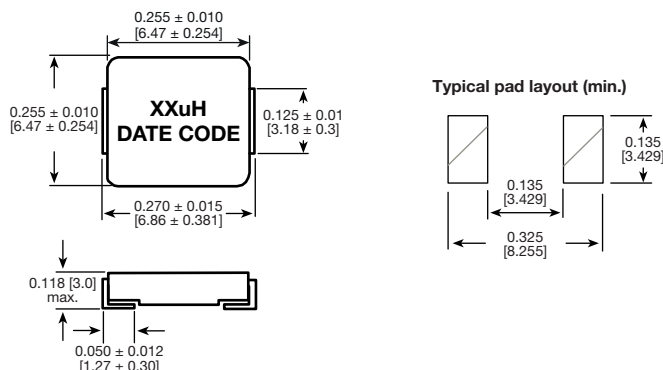 0.255 ± 0.010
[6.47 ± 0.254]
0.255 ± 0.010
[6.47 ± 0.254]
XXuH
DATE CODE
0.125 ± 0.01
[3.18 ± 0.3]
0.270 ± 0.015
[6.86 ± 0.381]
Typical pad layout (min.)
0.135
[3.429]
0.135
[3.429]
0.325
[8.255]
0.118 [3.0]
max.
0.050 ± 0.012
[1.27 ± 0.30]